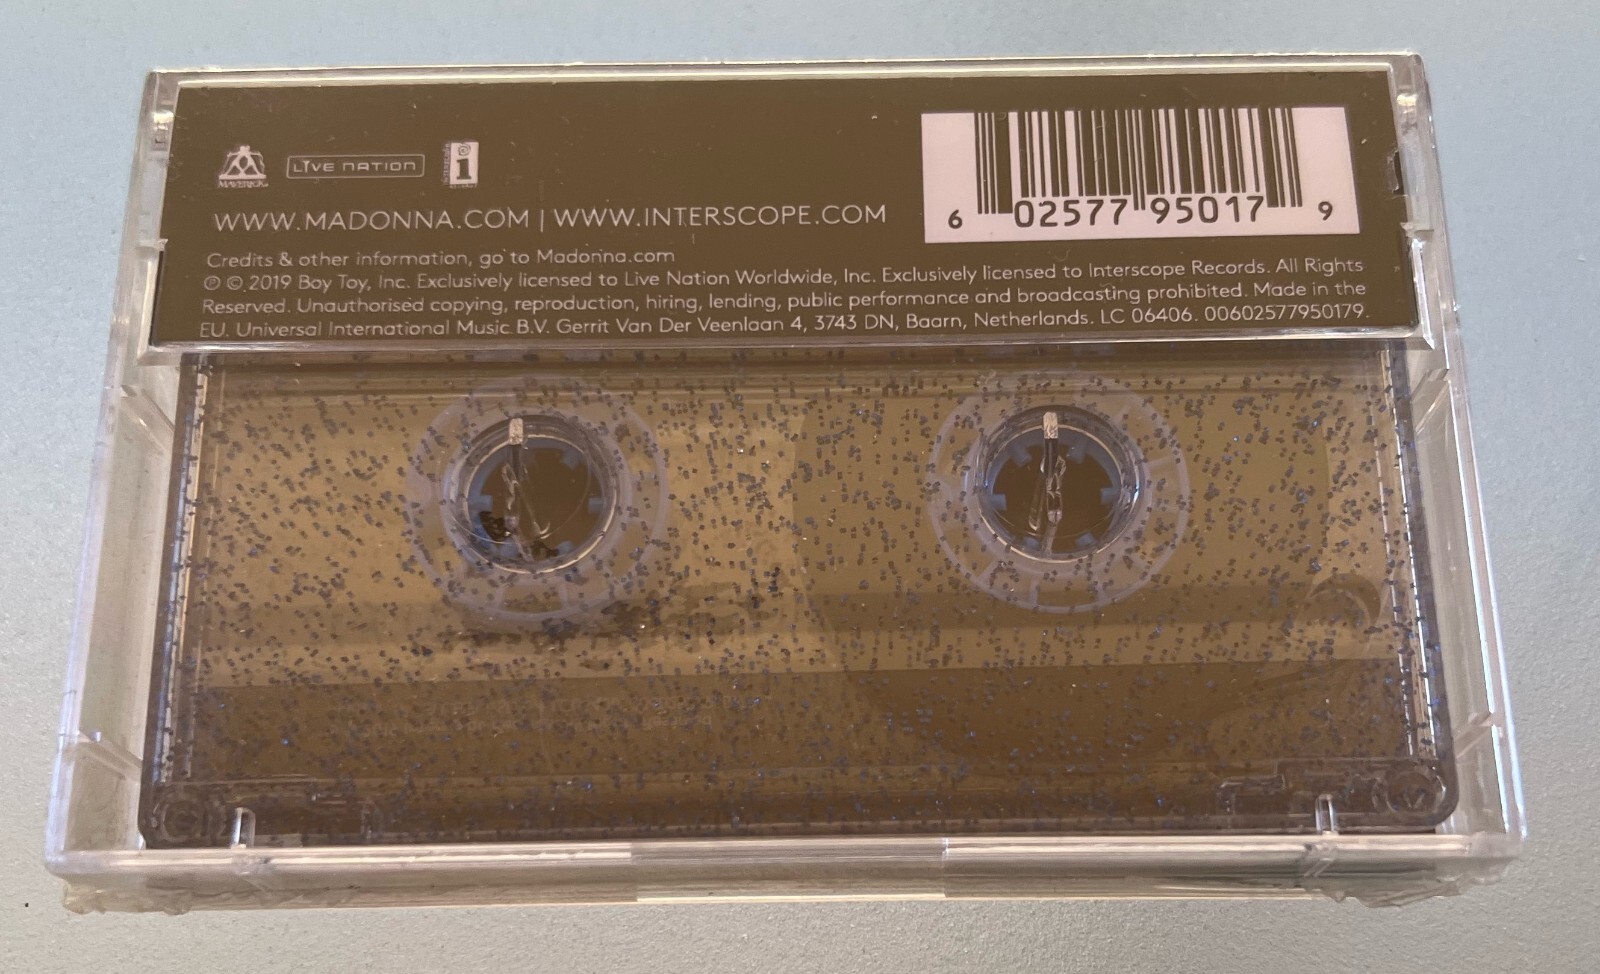 MAVERICK
LIVE NATION
INTERSCOPE
RECORDS
WWW.MADONNA.COM | WWW.INTERSCOPE.COM
6 02577 95017 9
Credits & other information, go to Madonna.com
℗ © 2019 Boy Toy, Inc. Exclusively licensed to Live Nation Worldwide, Inc. Exclusively licensed to Interscope Records. All Rights
Reserved. Unauthorised copying, reproduction, hiring, lending, public performance and broadcasting prohibited. Made in the
EU. Universal International Music B.V. Gerrit Van Der Veenlaan 4, 3743 DN, Baarn, Netherlands. LC 06406. 00602577950179.